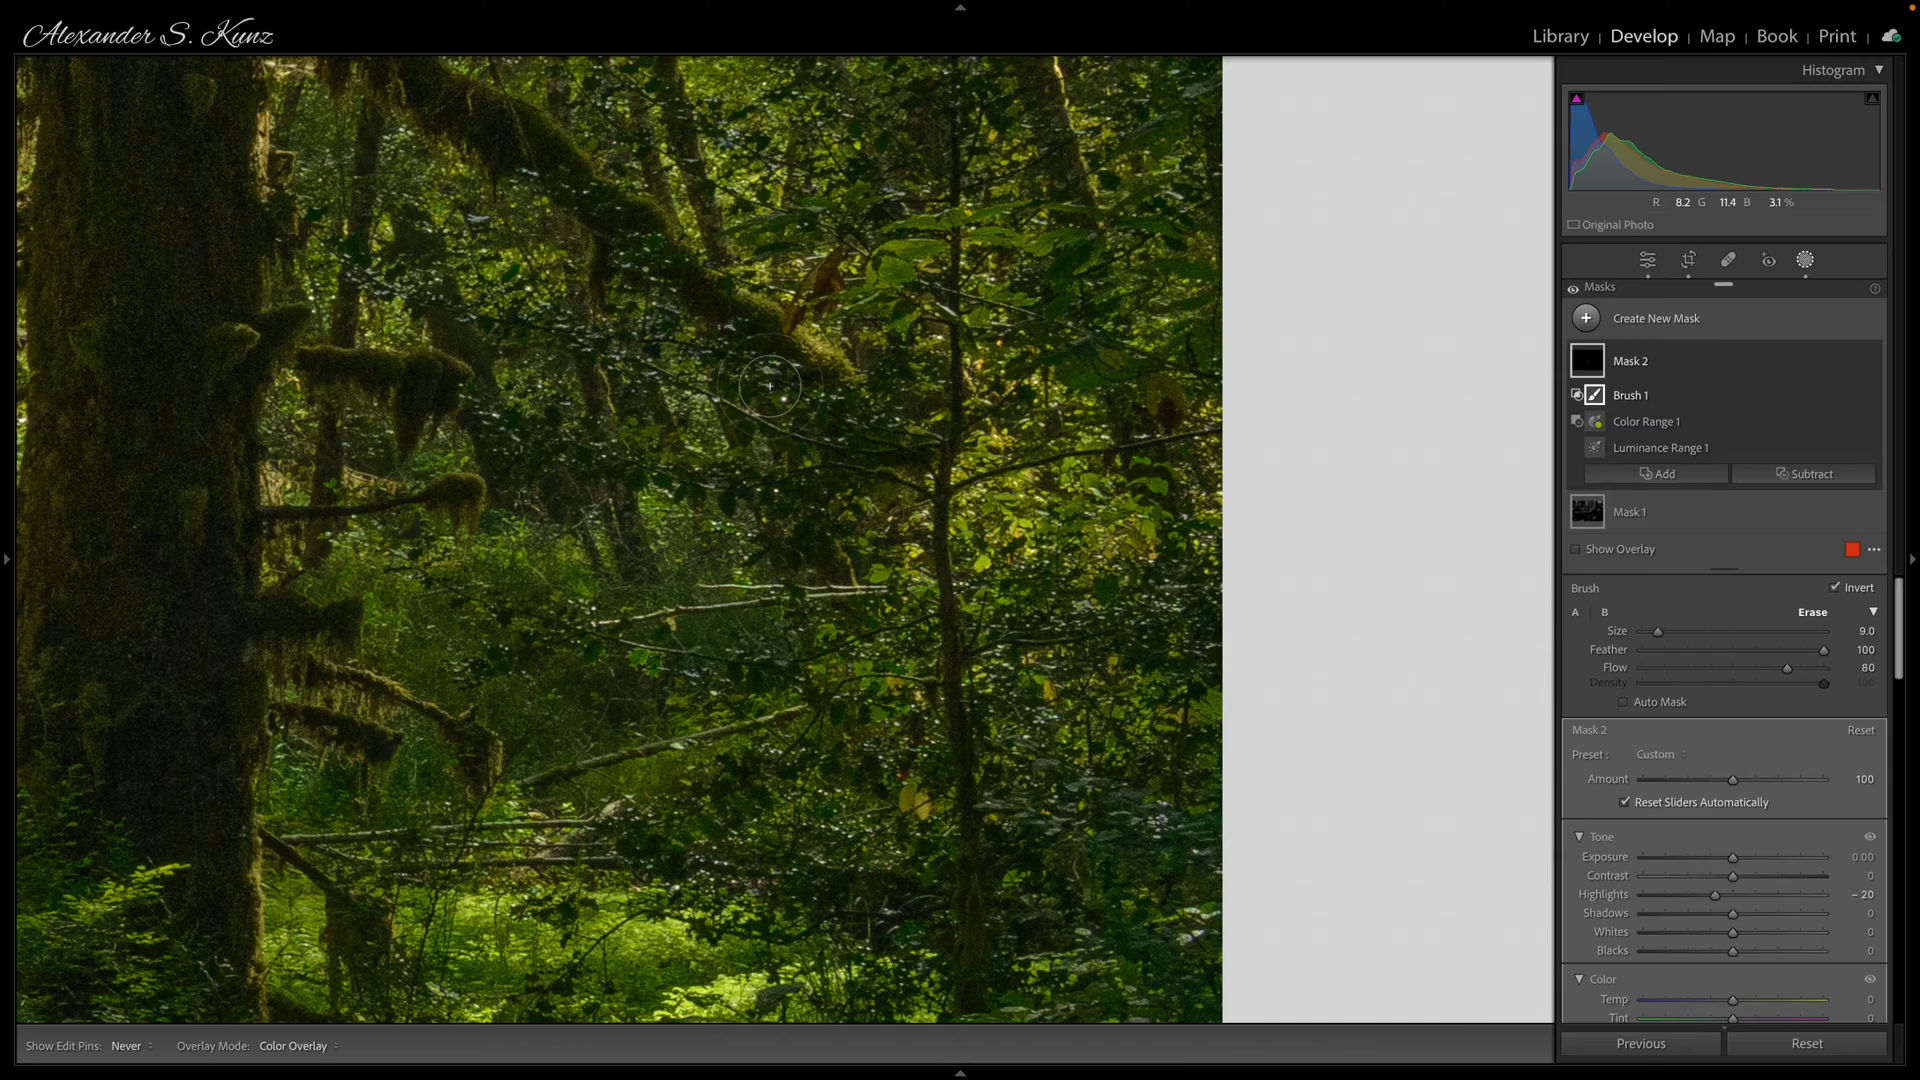 Alexander S. Kunz
Library | Develop | Map | Book | Print
Histogram
R 8.2 G 11.4 B 3.1 %
Original Photo
Masks
Create New Mask
Mask 2
Brush 1
Color Range 1
Luminance Range 1
Add Subtract
Mask 1
Show Overlay
Brush Invert
A | B Erase
Size 9.0
Feather 100
Flow 80
Density 100
Auto Mask
Mask 2 Reset
Preset : Custom
Amount 100
Reset Sliders Automatically
Tone
Exposure 0.00
Contrast 0
Highlights – 20
Shadows 0
Whites 0
Blacks 0
Color
Temp 0
Tint 0
Show Edit Pins: Never Overlay Mode: Color Overlay
Previous Reset